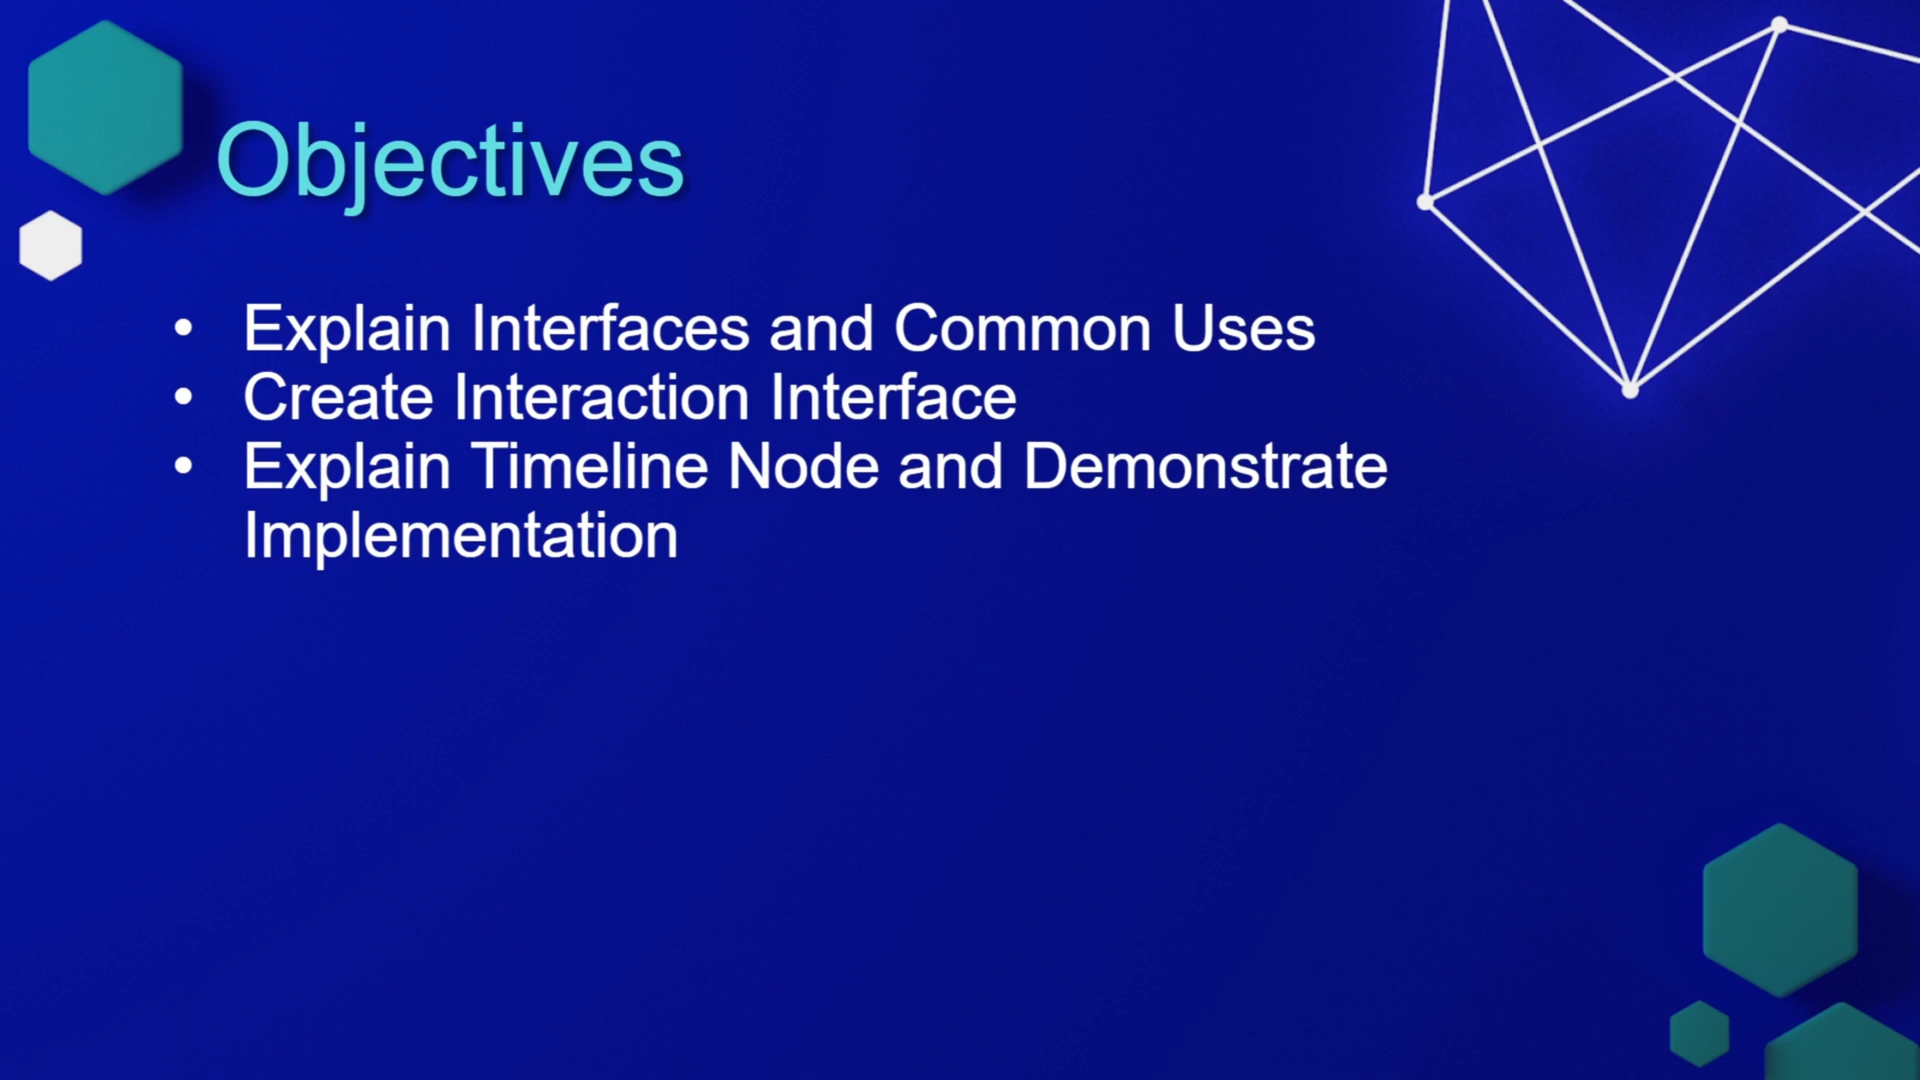 Objectives
• Explain Interfaces and Common Uses
• Create Interaction Interface
• Explain Timeline Node and Demonstrate
Implementation